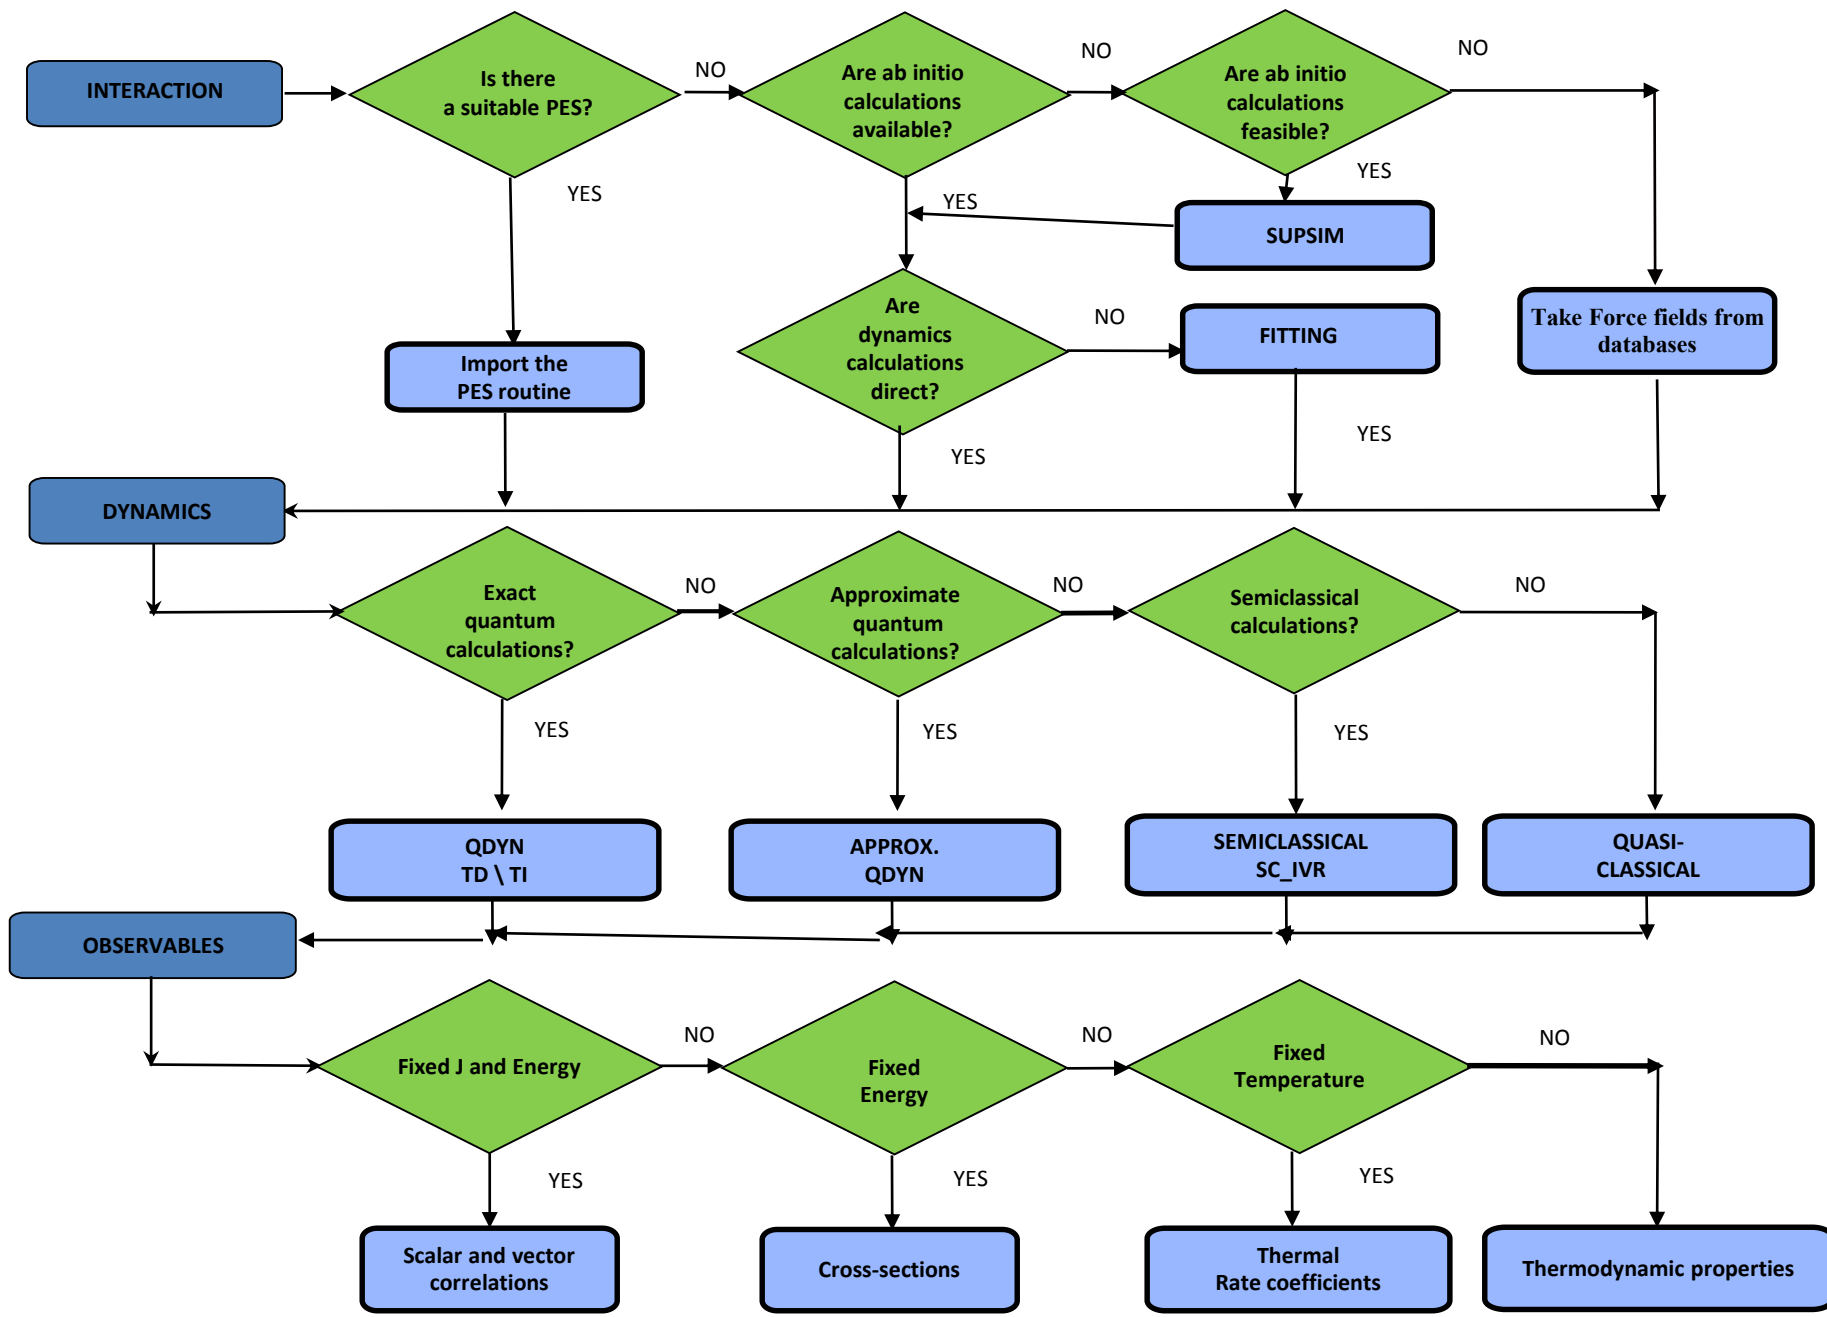 INTERACTION
Is there
a suitable PES?
NO
Are ab initio
calculations
available?
NO
Are ab initio
calculations
feasible?
NO
YES
YES
YES
SUPSIM
Import the
PES routine
Are
dynamics
calculations
direct?
NO
FITTING
Take Force fields from
databases
YES
YES
DYNAMICS
Exact
quantum
calculations?
NO
Approximate
quantum
calculations?
NO
Semiclassical
calculations?
NO
YES
YES
YES
QDYN
TD \ TI
APPROX.
QDYN
SEMICLASSICAL
SC_IVR
QUASI-
CLASSICAL
OBSERVABLES
Fixed J and Energy
NO
Fixed
Energy
NO
Fixed
Temperature
NO
YES
YES
YES
Scalar and vector
correlations
Cross-sections
Thermal
Rate coefficients
Thermodynamic properties